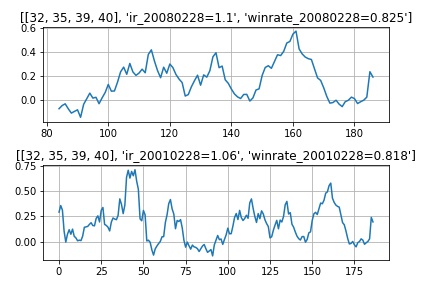 [[32, 35, 39, 40], 'ir_20080228=1.1', 'winrate_20080228=0.825']
0.6
0.4
0.2
0.0
80 100 120 140 160 180
[[32, 35, 39, 40], 'ir_20010228=1.06', 'winrate_20010228=0.818']
0.75
0.50
0.25
0.00
0 25 50 75 100 125 150 175